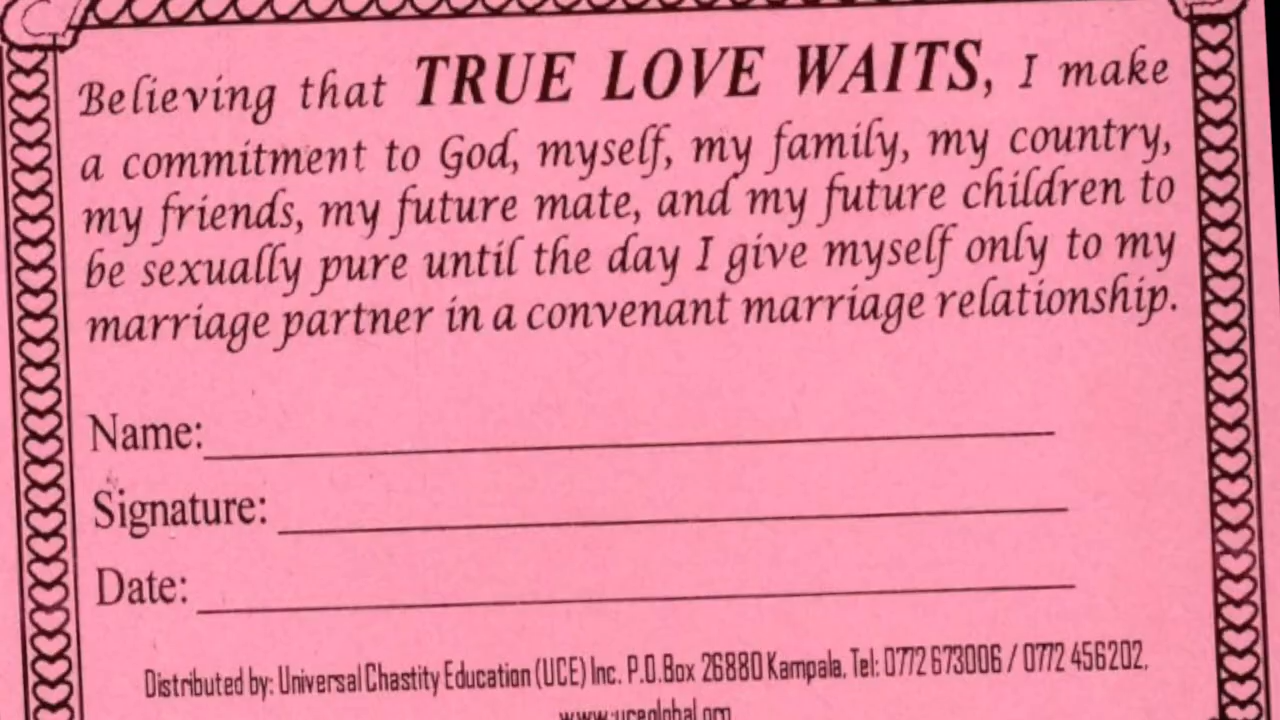 Believing that TRUE LOVE WAITS, I make
a commitment to God, myself, my family, my country,
my friends, my future mate, and my future children to
be sexually pure until the day I give myself only to my
marriage partner in a convenant marriage relationship.
Name:
Signature:
Date:
Distributed by: Universal Chastity Education (UCE) Inc. P.O.Box 26880 Kampala. Tel: 0772 673006 / 0772 456202,
www.uceglobal.org